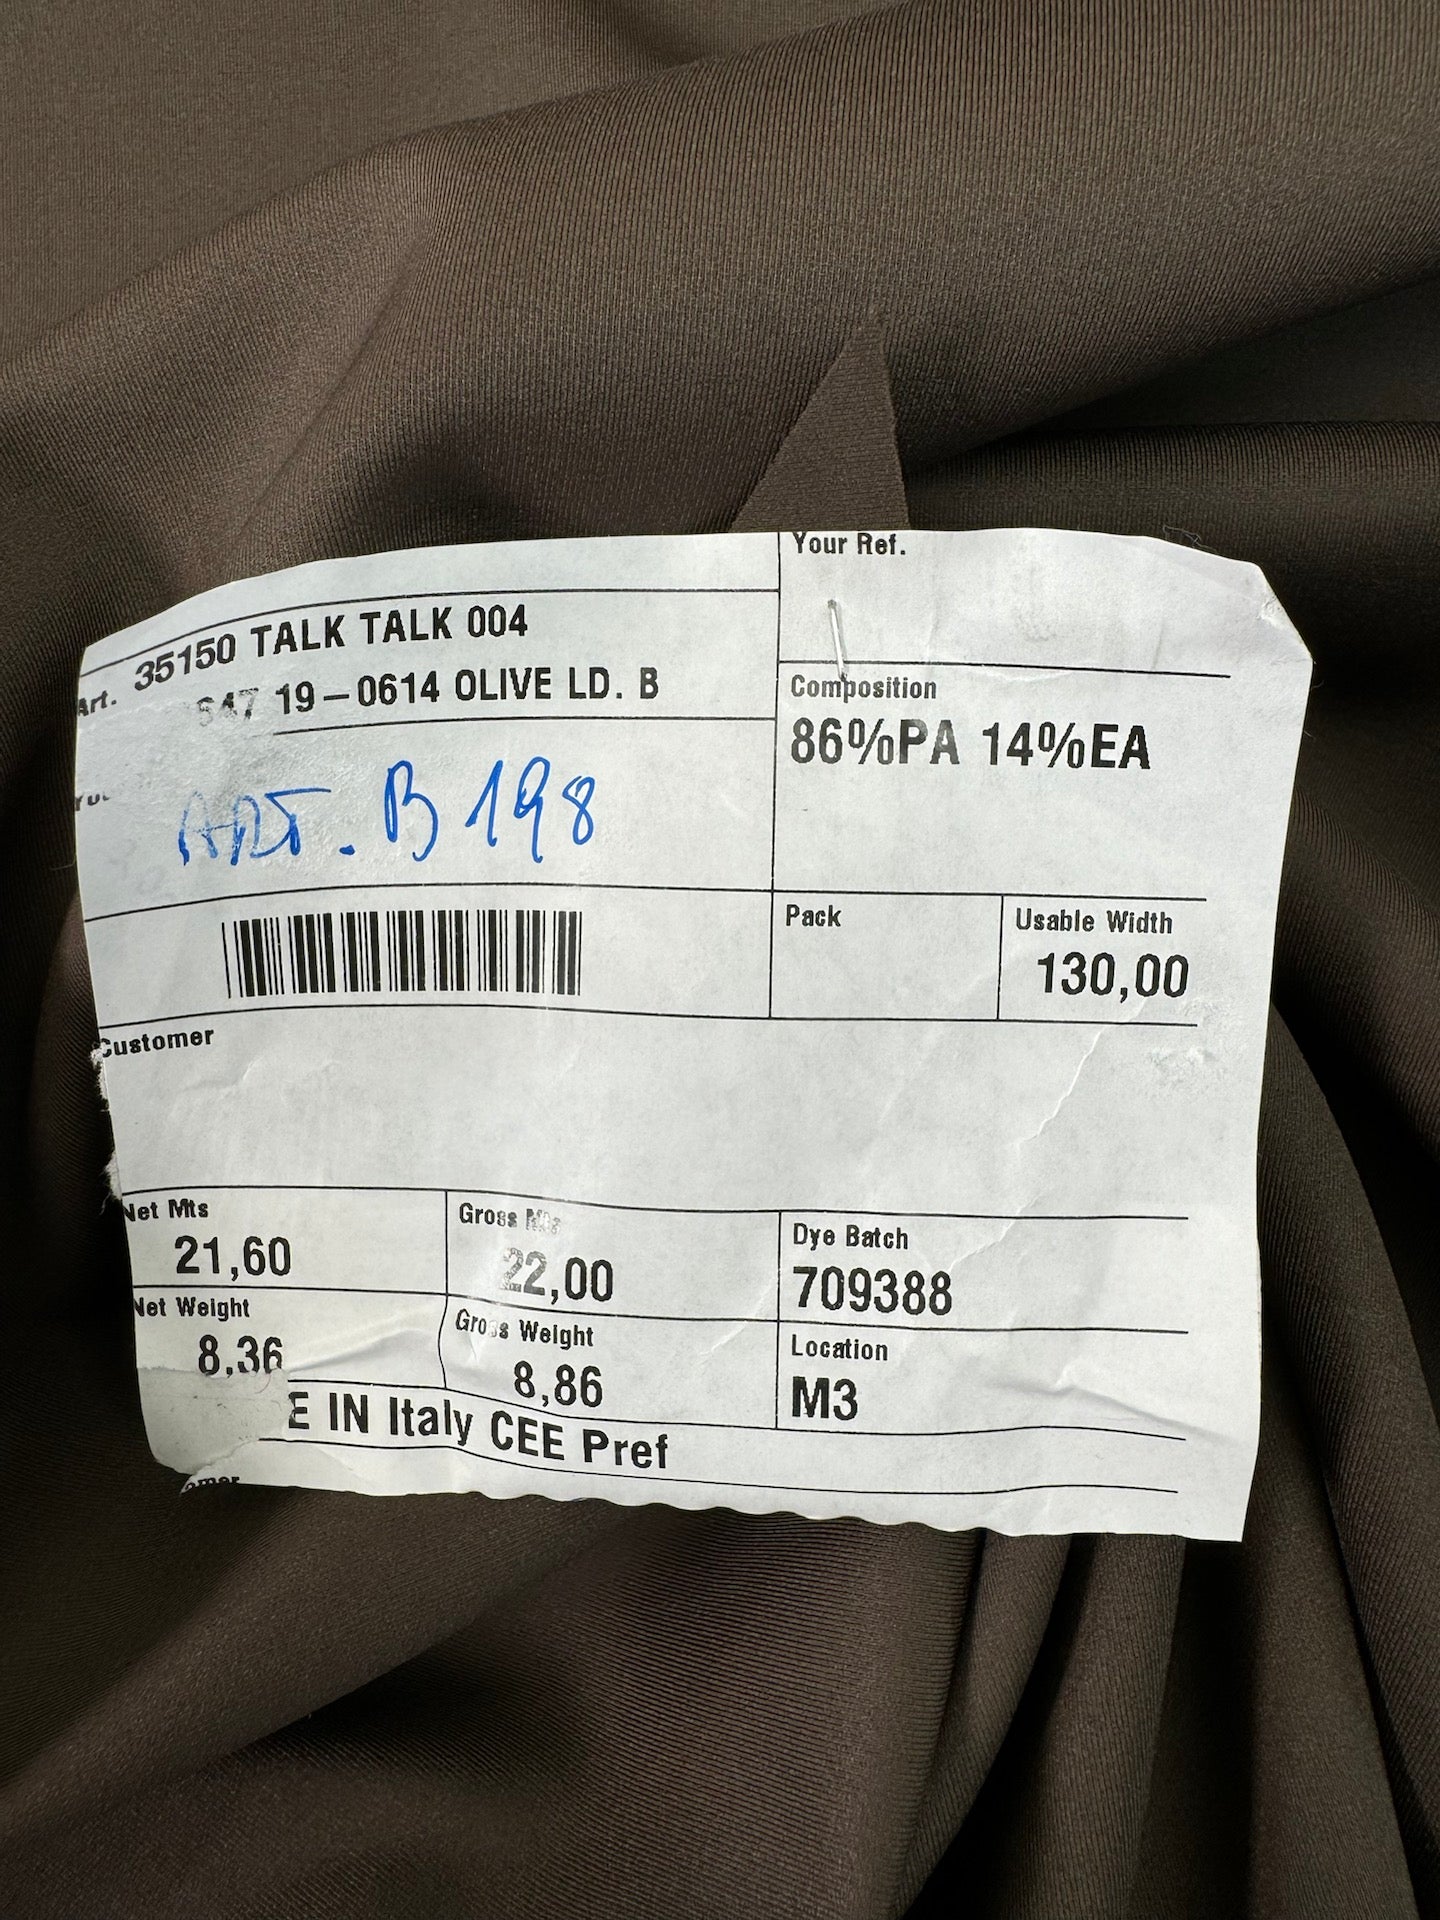 Your Ref.
Art. 35150 TALK TALK 004
647 19-0614 OLIVE LD. B
Composition
86%PA 14%EA
ART. B 198
Pack
Usable Width
130,00
Customer
Net Mts
21,60
Gross Mts
22,00
Dye Batch
709388
Net Weight
8,36
Gross Weight
8,86
Location
M3
E IN Italy CEE Pref
omer